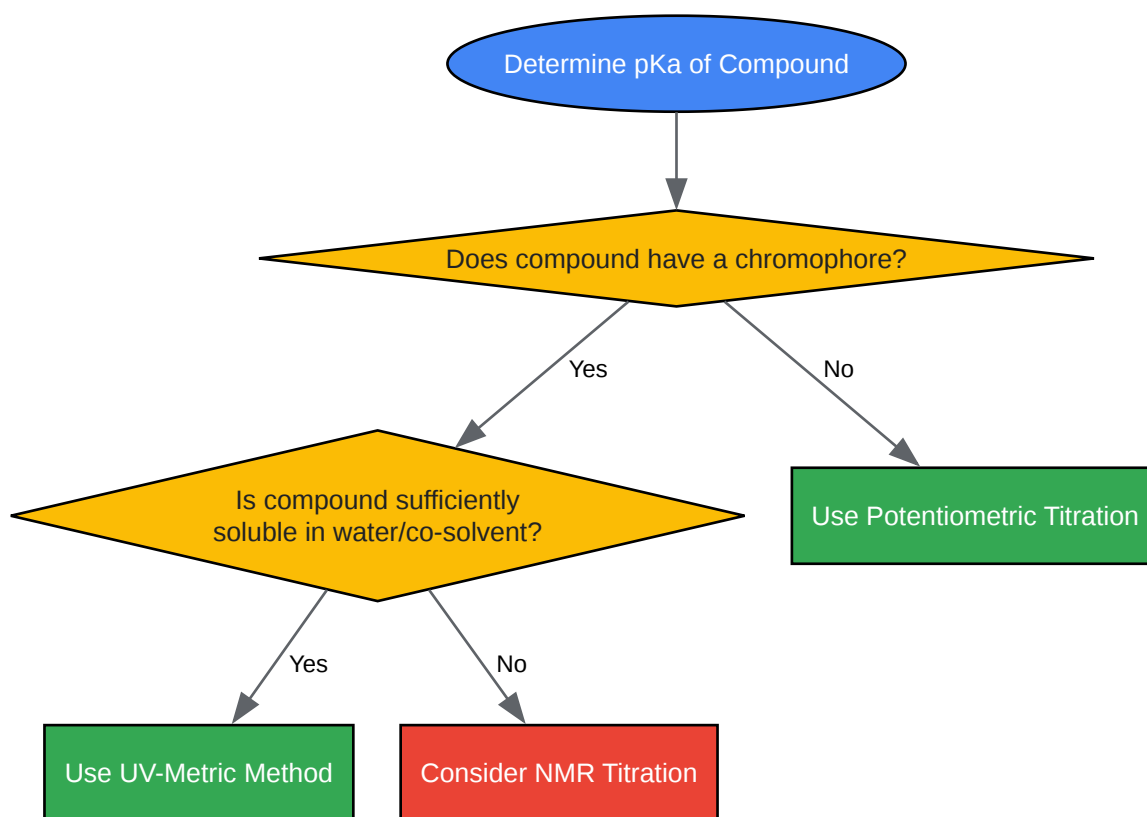 Determine pKa of Compound
Does compound have a chromophore?
Yes
No
Is compound sufficiently
soluble in water/co-solvent?
Use Potentiometric Titration
Yes
No
Use UV-Metric Method
Consider NMR Titration